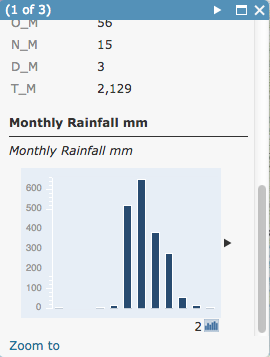 (1 of 3)
O_M 56
N_M 15
D_M 3
T_M 2,129
Monthly Rainfall mm
Monthly Rainfall mm
600
500
400
300
200
100
0
2
Zoom to